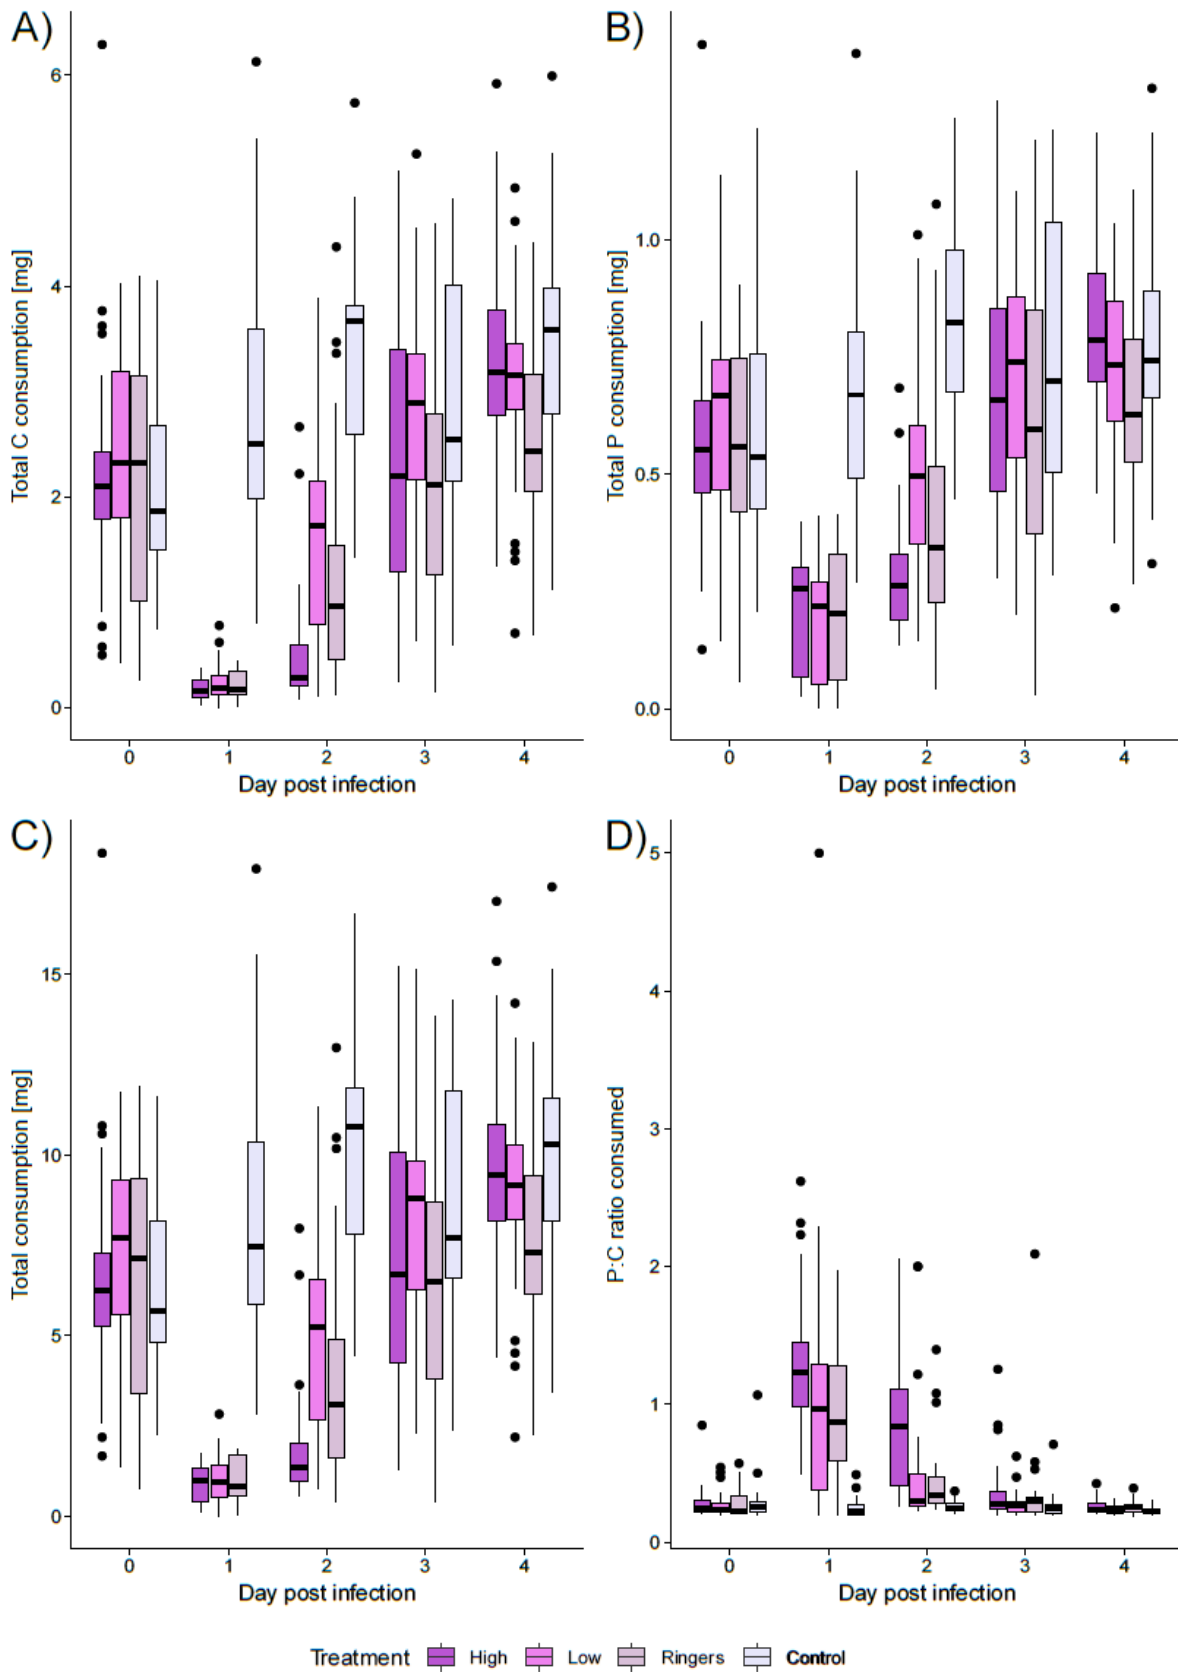 A)
B)
Total C consumption [mg]
6
4
2
0
0 1 2 3 4
Day post infection
Total P consumption [mg]
1.0
0.5
0.0
0 1 2 3 4
Day post infection
C)
D)
Total consumption [mg]
15
10
5
0
0 1 2 3 4
Day post infection
P:C ratio consumed
5
4
3
2
1
0
0 1 2 3 4
Day post infection
Treatment High Low Ringers Control